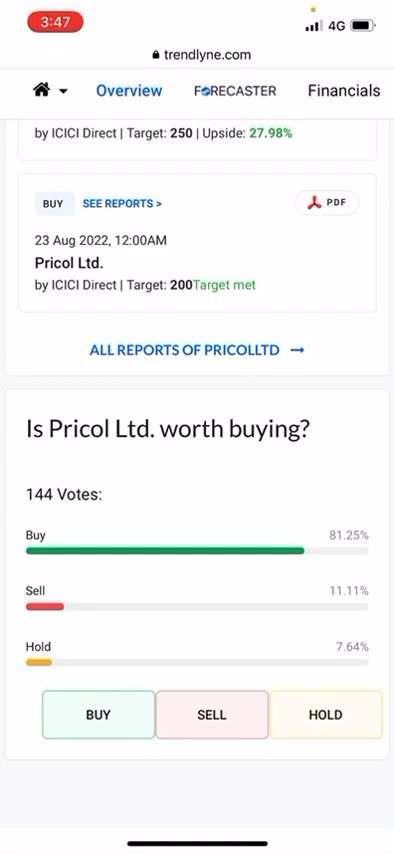 3:47
4G
trendlyne.com
Overview FORECASTER Financials
by ICICI Direct | Target: 250 | Upside: 27.98%
BUY SEE REPORTS > PDF
23 Aug 2022, 12:00AM
Pricol Ltd.
by ICICI Direct | Target: 200Target met
ALL REPORTS OF PRICOLLTD →
Is Pricol Ltd. worth buying?
144 Votes:
Buy 81.25%
Sell 11.11%
Hold 7.64%
BUY SELL HOLD